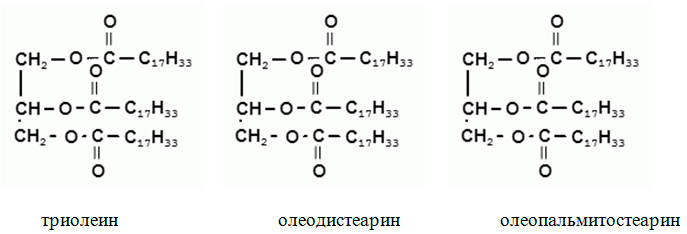 O O O
CH₂ – O – C – C₁₇H₃₃ CH₂ – O – C – C₁₇H₃₃ CH₂ – O – C – C₁₇H₃₃
O O O
CH – O – C – C₁₇H₃₃ CH – O – C – C₁₇H₃₃ CH – O – C – C₁₇H₃₃
CH₂ – O – C – C₁₇H₃₃ CH₂ – O – C – C₁₇H₃₃ CH₂ – O – C – C₁₇H₃₃
O O O
триолеин олеодистеарин олеопальмитостеарин